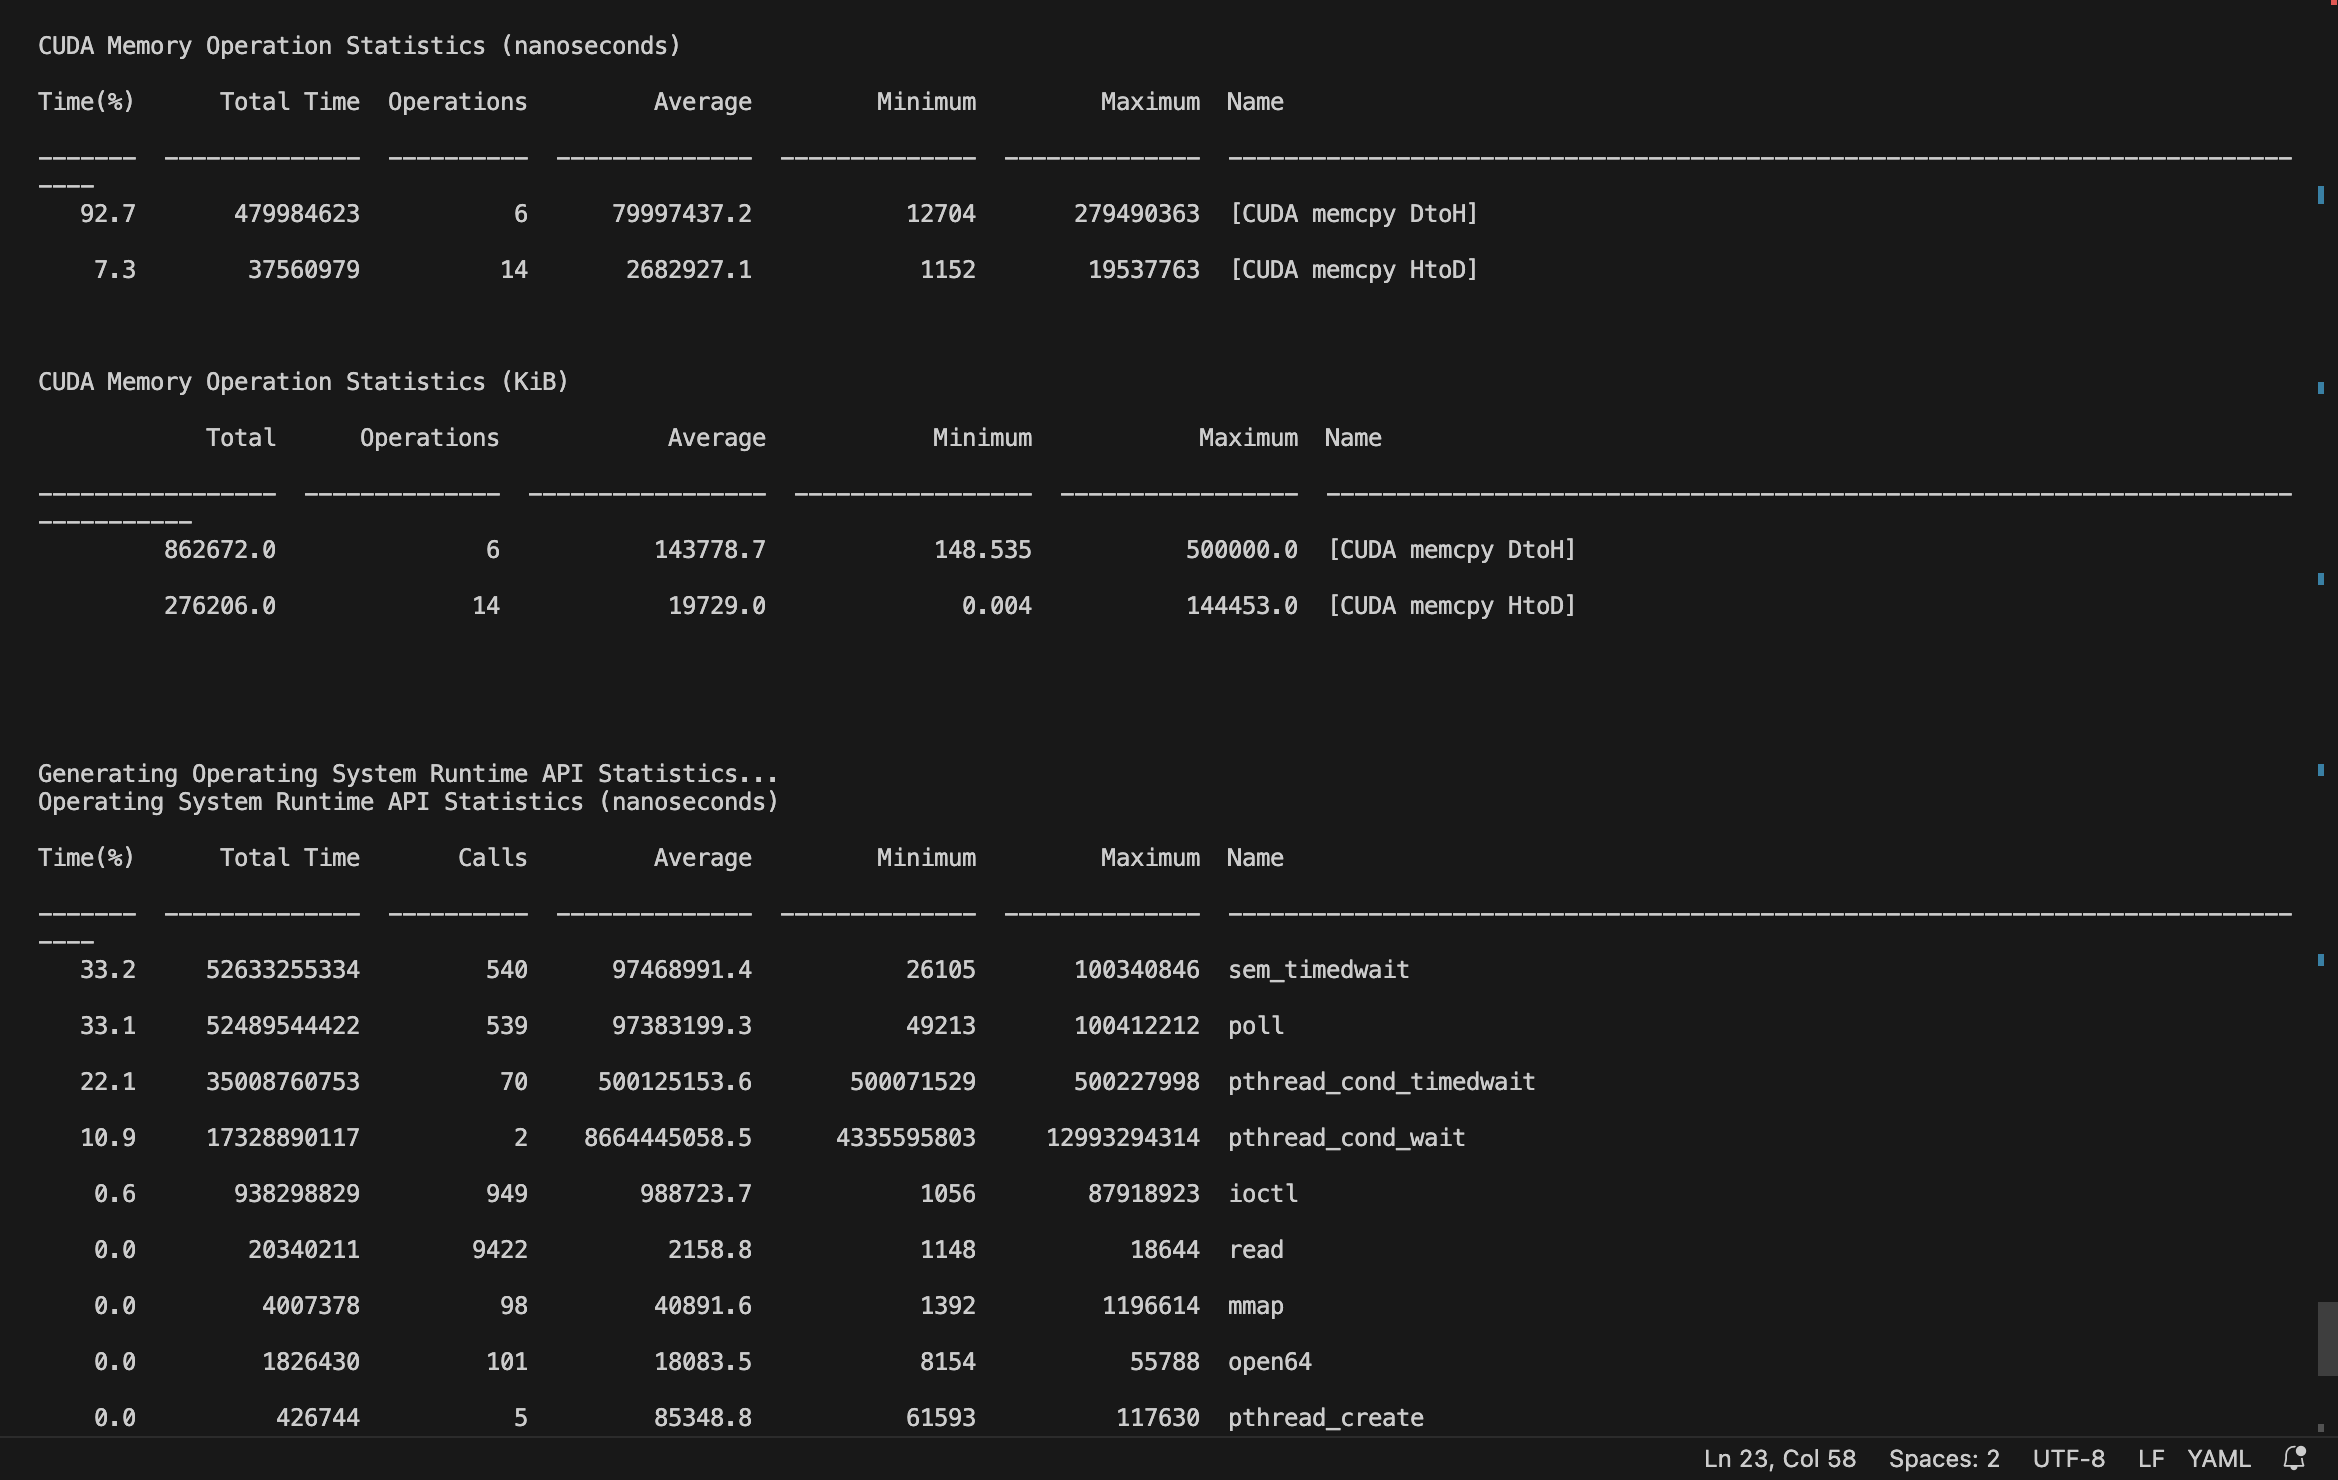 CUDA Memory Operation Statistics (nanoseconds)
Time(%) Total Time Operations Average Minimum Maximum Name
------- -------------- ---------- -------------- -------------- -------------- ----------------------------------------------------------------------------
----
92.7 479984623 6 79997437.2 12704 279490363 [CUDA memcpy DtoH]
7.3 37560979 14 2682927.1 1152 19537763 [CUDA memcpy HtoD]
CUDA Memory Operation Statistics (KiB)
Total Operations Average Minimum Maximum Name
----------------- -------------- ----------------- ----------------- ----------------- ---------------------------------------------------------------------
-----------
862672.0 6 143778.7 148.535 500000.0 [CUDA memcpy DtoH]
276206.0 14 19729.0 0.004 144453.0 [CUDA memcpy HtoD]
Generating Operating System Runtime API Statistics...
Operating System Runtime API Statistics (nanoseconds)
Time(%) Total Time Calls Average Minimum Maximum Name
------- -------------- ---------- -------------- -------------- -------------- ----------------------------------------------------------------------------
----
33.2 52633255334 540 97468991.4 26105 100340846 sem_timedwait
33.1 52489544422 539 97383199.3 49213 100412212 poll
22.1 35008760753 70 500125153.6 500071529 500227998 pthread_cond_timedwait
10.9 17328890117 2 8664445058.5 4335595803 12993294314 pthread_cond_wait
0.6 938298829 949 988723.7 1056 87918923 ioctl
0.0 20340211 9422 2158.8 1148 18644 read
0.0 4007378 98 40891.6 1392 1196614 mmap
0.0 1826430 101 18083.5 8154 55788 open64
0.0 426744 5 85348.8 61593 117630 pthread_create
Ln 23, Col 58 Spaces: 2 UTF-8 LF YAML